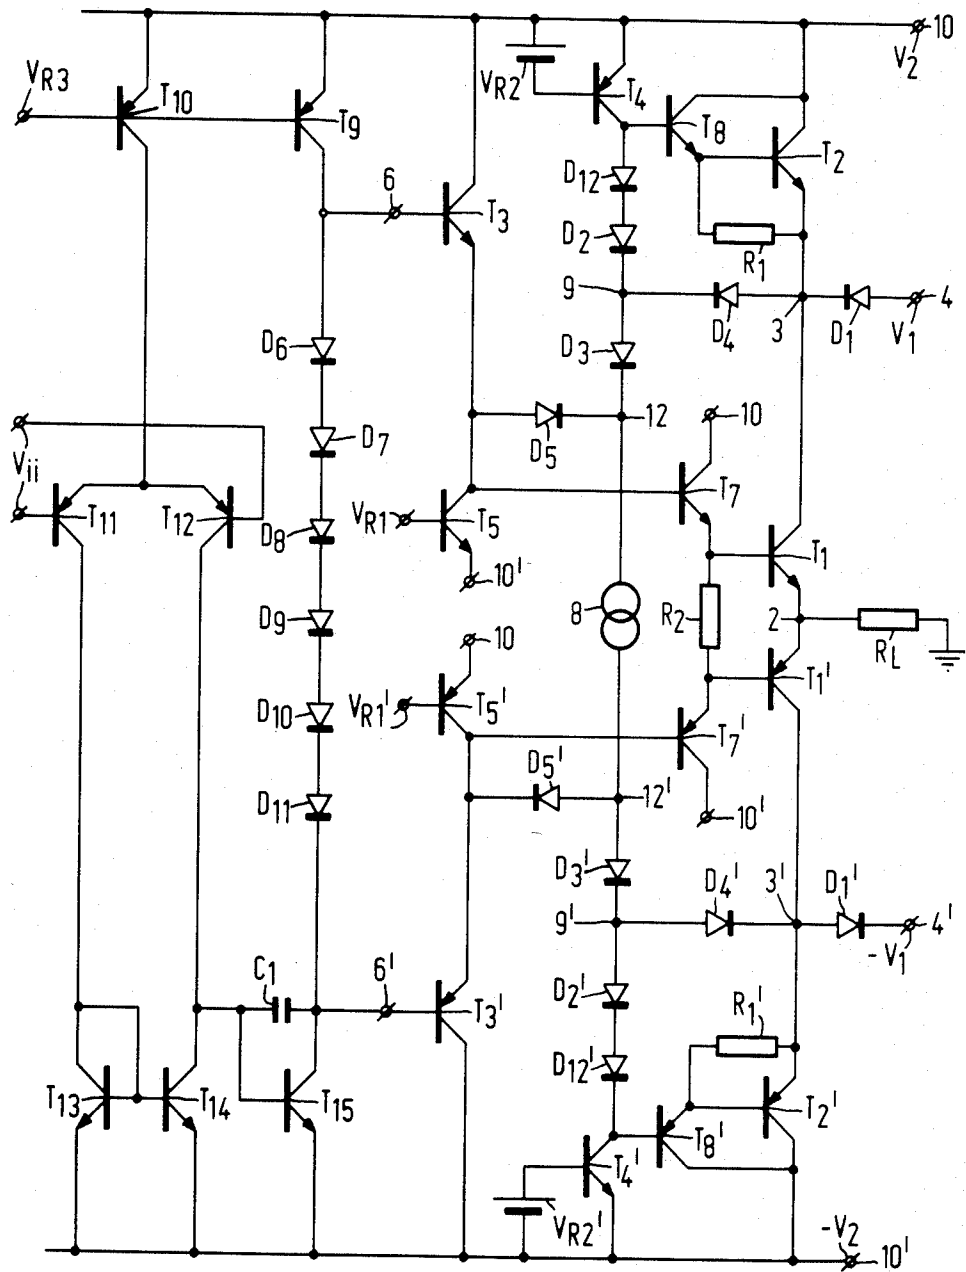 10
V2
VR3
T10
T9
VR2
T4
T8
T2
6
T3
D12
D2
R1
9
D4
3
D1
V1
4
D6
D3
D7
D5
12
10
Vii
T11
T12
D8
VR1
T5
T7
10'
T1
D9
10
8
R2
2
RL
D10
VR1'
T5'
T1'
T7'
D11
D5'
12'
10'
D3'
D4'
3'
D1'
9'
4'
-V1
C1
6'
T3'
D2'
R1'
D12'
T13
T14
T15
T2'
T8'
T4'
VR2'
-V2
10'